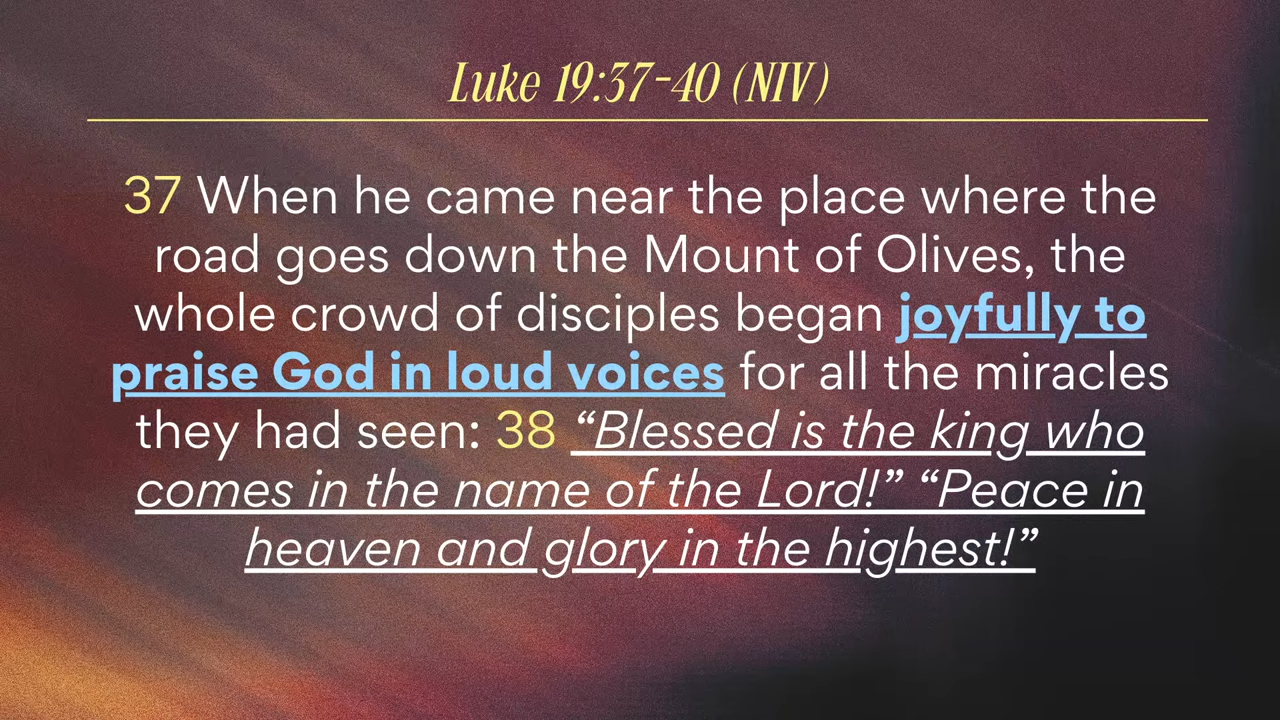 Luke 19:37-40 (NIV)
37 When he came near the place where the
road goes down the Mount of Olives, the
whole crowd of disciples began joyfully to
praise God in loud voices for all the miracles
they had seen: 38 “Blessed is the king who
comes in the name of the Lord!” “Peace in
heaven and glory in the highest!”